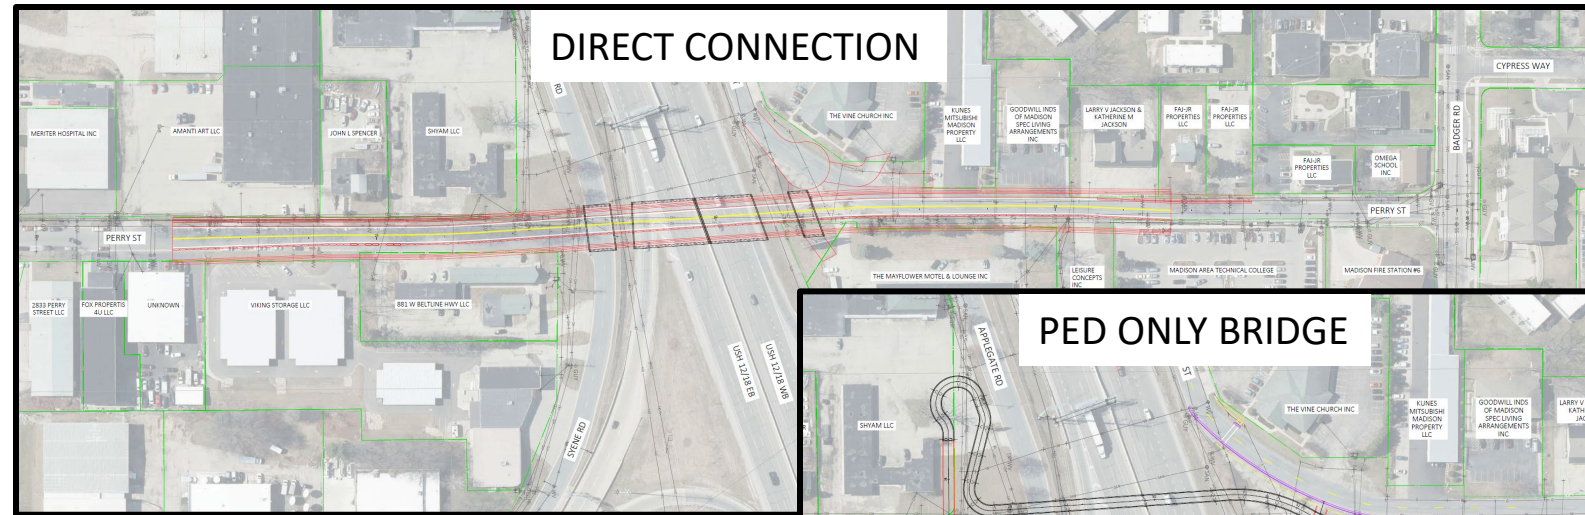 DIRECT CONNECTION
CYPRESS WAY
BADGER RD
RD
MERITER HOSPITAL INC
AMANTI ART LLC
JOHN L SPENCER
SHYAM LLC
THE VINE CHURCH INC
KUNES
MITSUBISHI
MADISON
PROPERTY
LLC
GOODWILL INDS
OF MADISON
SPEC LIVING
ARRANGEMENTS
INC
LARRY V JACKSON &
KATHERINE M
JACKSON
FAJ-JR
PROPERTIES
LLC
FAJ-JR
PROPERTIES
LLC
FAJ-JR
PROPERTIES
LLC
OMEGA
SCHOOL
INC
PERRY ST
PERRY ST
2833 PERRY
STREET LLC
FOX PROPERTIS
4U LLC
UNKNOWN
VIKING STORAGE LLC
881 W BELTLINE HWY LLC
THE MAYFLOWER MOTEL & LOUNGE INC
LEISURE
CONCEPTS
INC
MADISON AREA TECHNICAL COLLEGE
MADISON FIRE STATION #6
USH 12/18 EB
USH 12/18 WB
SYENE RD
PED ONLY BRIDGE
APPLEGATE RD
ST
SHYAM LLC
THE VINE CHURCH INC
KUNES
MITSUBISHI
MADISON
PROPERTY
LLC
GOODWILL INDS
OF MADISON
SPEC LIVING
ARRANGEMENTS
INC
LARRY V
KATH
JAC